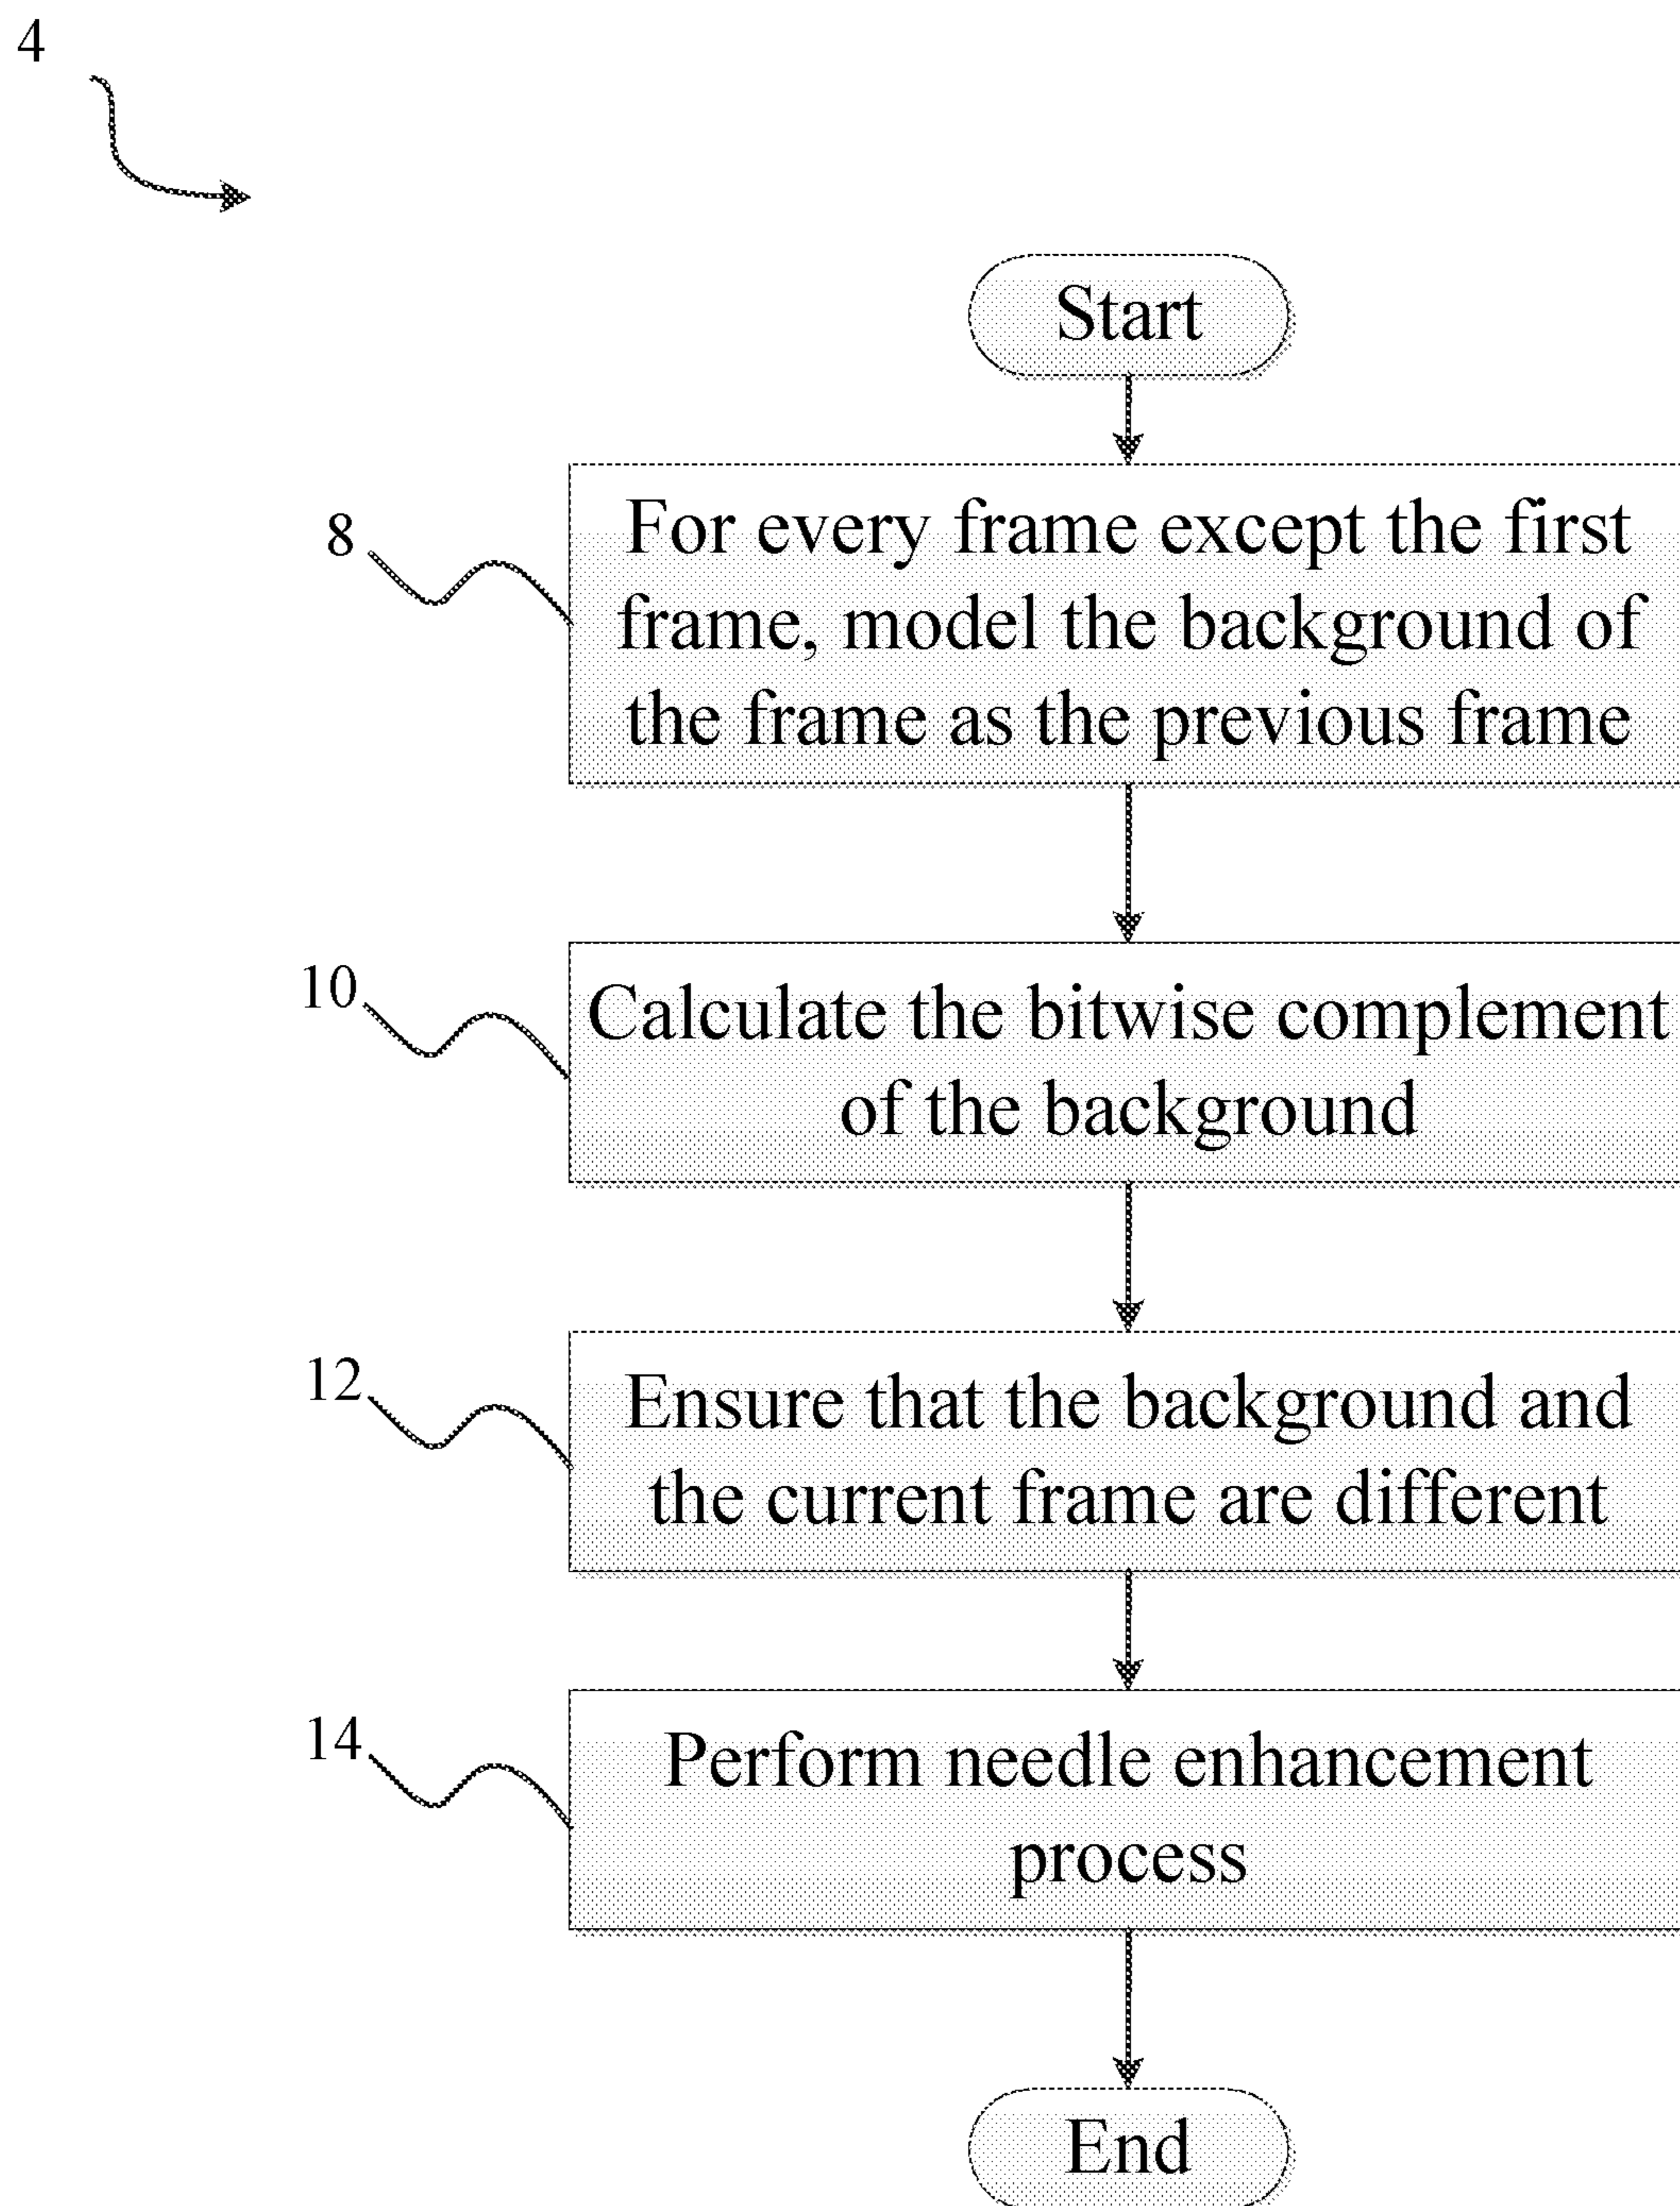 4
Start
8
For every frame except the first
frame, model the background of
the frame as the previous frame
10
Calculate the bitwise complement
of the background
12
Ensure that the background and
the current frame are different
14
Perform needle enhancement
process
End